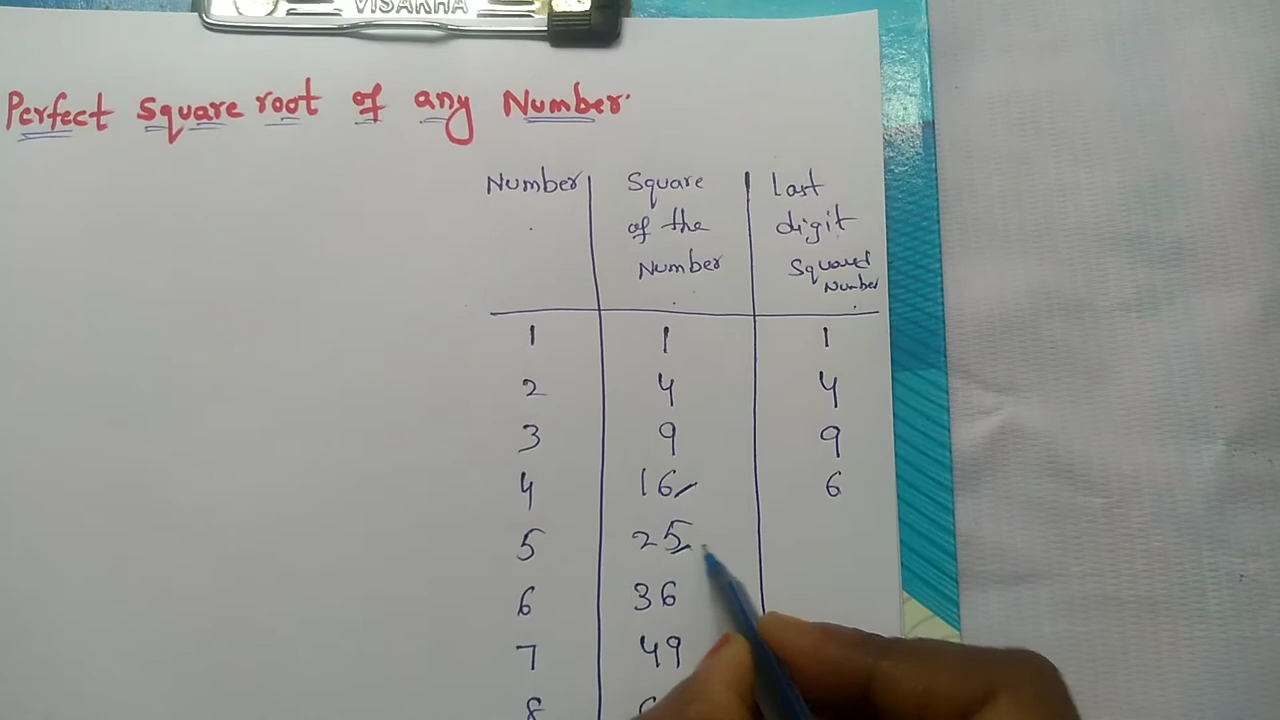 VISAKHA
Perfect square root of any Number.
Number Square Last
of the digit
Number Squared
Number
1 1 1
2 4 4
3 9 9
4 16 6
5 25
6 36
7 49
8